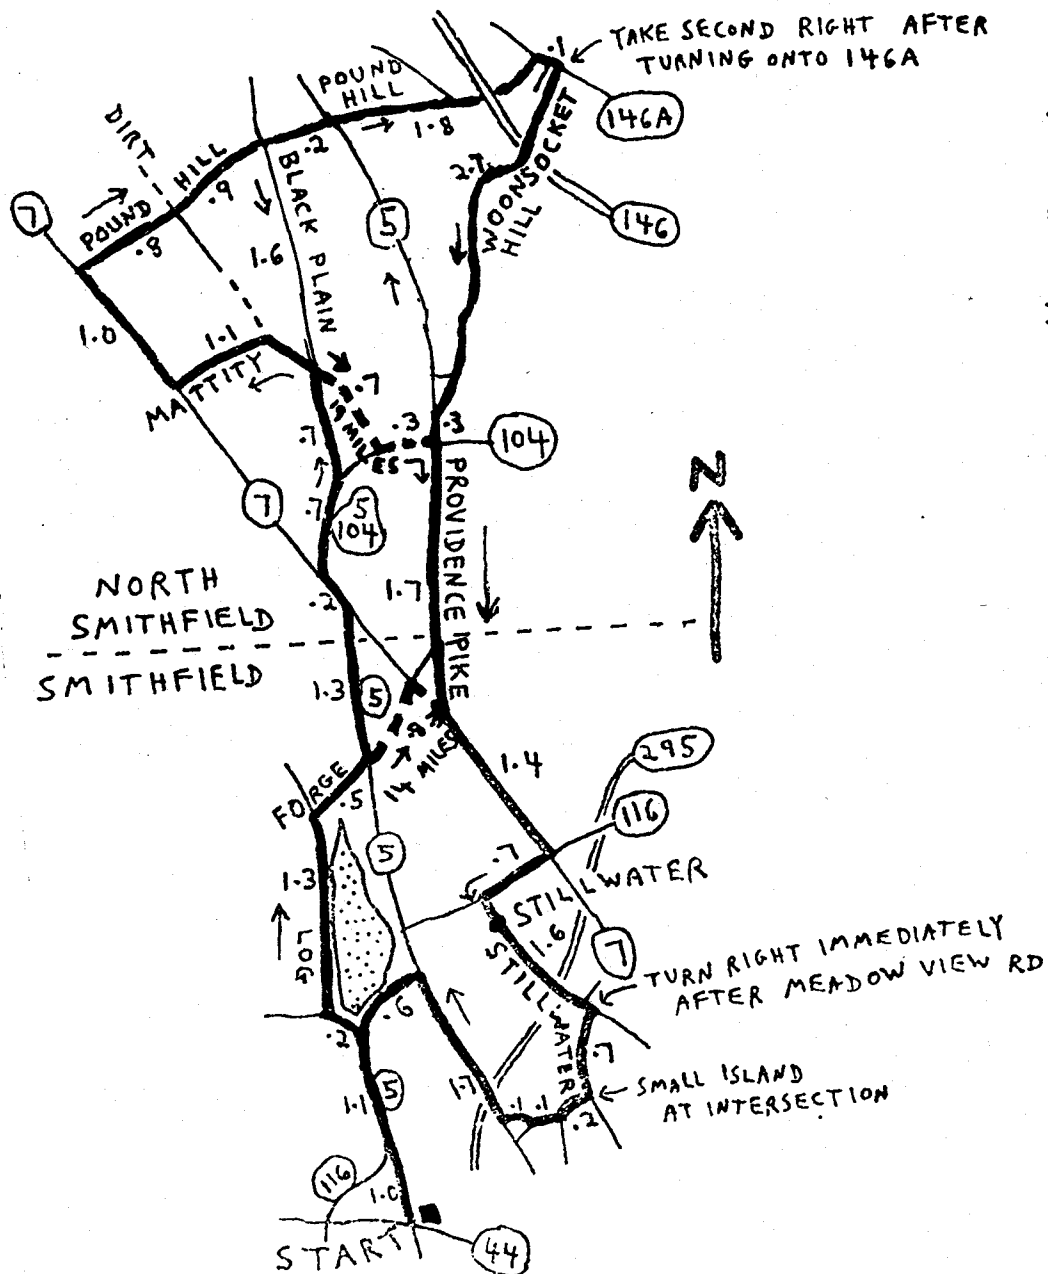 TAKE SECOND RIGHT AFTER
TURNING ONTO 146A
.1
POUND
HILL
146A
1.8
.2
DIRT
POUND HILL
.9
.8
7
BLACK PLAIN
1.6
5
2.7
WOONSOCKET
HILL
146
1.0
1.1
MATTITY
.7
19 MILES
.3
.3
104
.7
.7
5
104
7
PROVIDENCE PIKE
1.7
N
NORTH
SMITHFIELD
.2
SMITHFIELD
1.3
5
.8
14 MILES
1.4
295
116
FORGE
.5
5
.7
STILLWATER
.6
1.3
LOG
7
STILLWATER
TURN RIGHT IMMEDIATELY
AFTER MEADOW VIEW RD
.6
.2
.7
SMALL ISLAND
AT INTERSECTION
1.7
.1
.1
.2
1.1
5
116
1.0
START
44